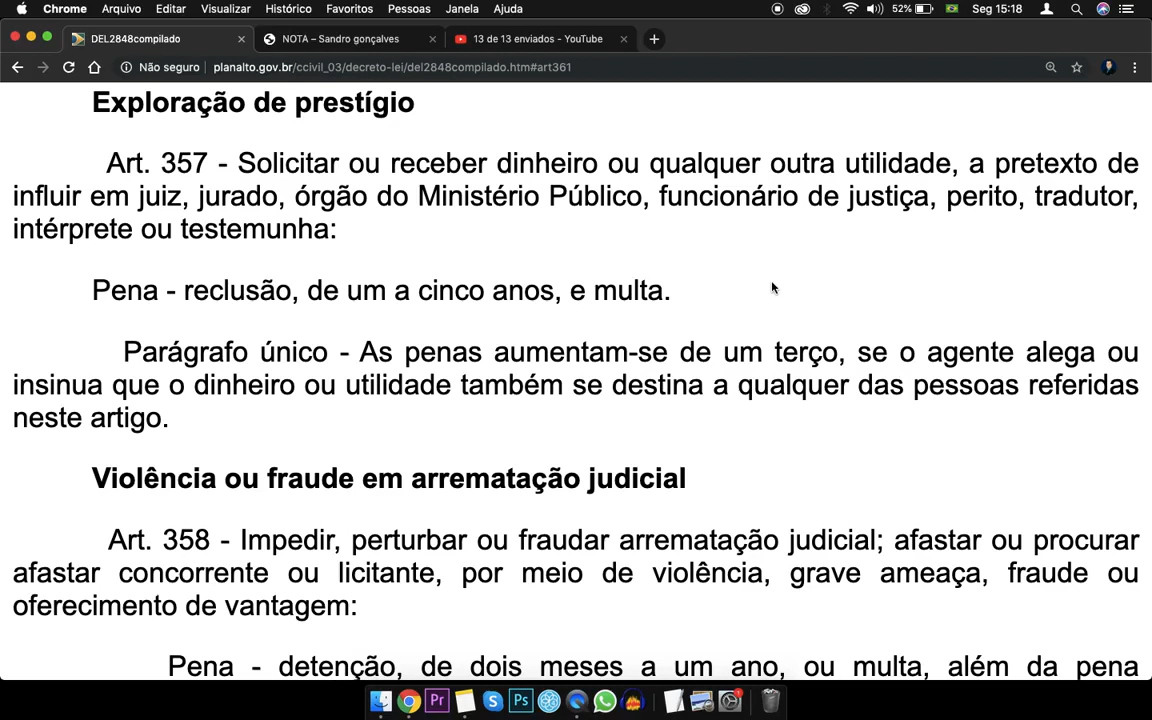 Chrome Arquivo Editar Visualizar Histórico Favoritos Pessoas Janela Ajuda 52% Seg 15:18
DEL2848compilado NOTA – Sandro gonçalves 13 de 13 enviados - YouTube
Não seguro planalto.gov.br/ccivil_03/decreto-lei/del2848compilado.htm#art361
Exploração de prestígio
Art. 357 - Solicitar ou receber dinheiro ou qualquer outra utilidade, a pretexto de
influir em juiz, jurado, órgão do Ministério Público, funcionário de justiça, perito, tradutor,
intérprete ou testemunha:
Pena - reclusão, de um a cinco anos, e multa.
Parágrafo único - As penas aumentam-se de um terço, se o agente alega ou
insinua que o dinheiro ou utilidade também se destina a qualquer das pessoas referidas
neste artigo.
Violência ou fraude em arrematação judicial
Art. 358 - Impedir, perturbar ou fraudar arrematação judicial; afastar ou procurar
afastar concorrente ou licitante, por meio de violência, grave ameaça, fraude ou
oferecimento de vantagem:
Pena - detenção, de dois meses a um ano, ou multa, além da pena
Pr Ps